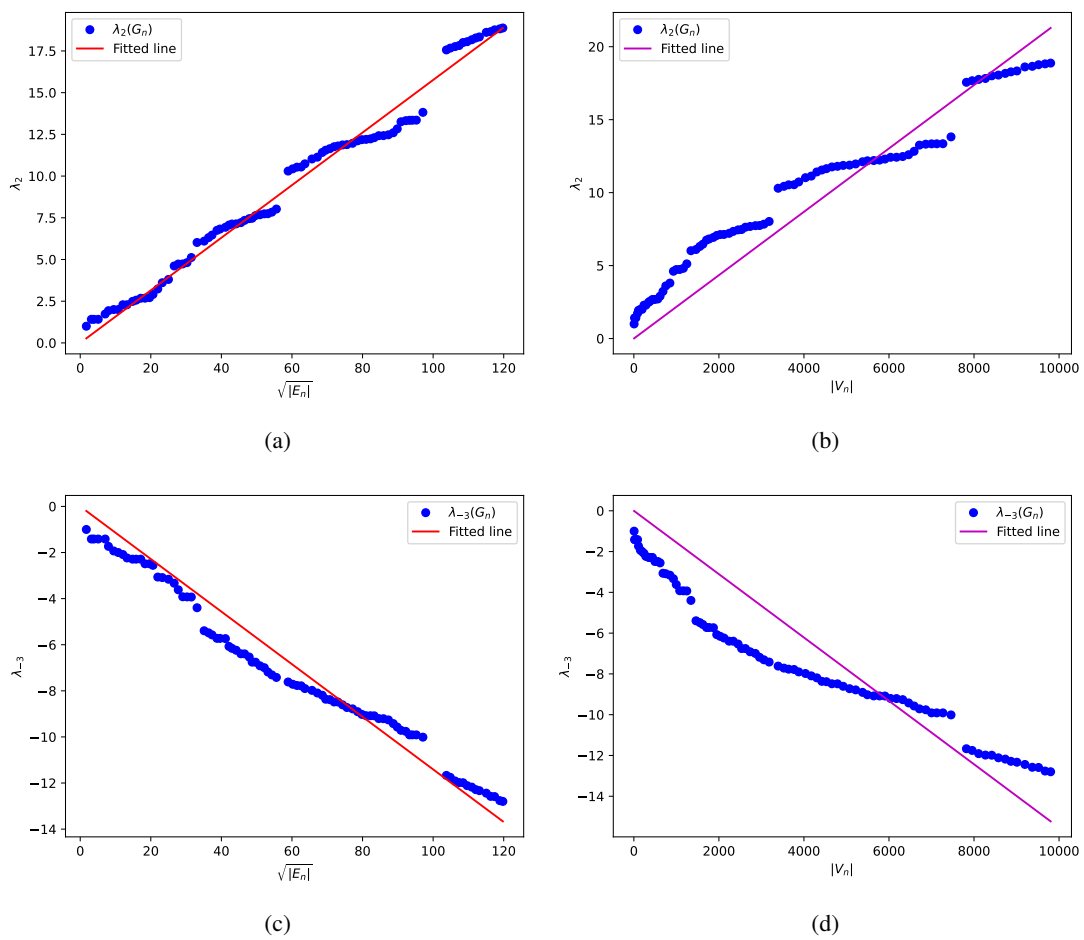 λ₂(Gₙ)
Fitted line
17.5
15.0
12.5
10.0
7.5
5.0
2.5
0.0
λ₂
0 20 40 60 80 100 120
√|Eₙ|
(a)
λ₂(Gₙ)
Fitted line
20
15
10
5
0
λ₂
0 2000 4000 6000 8000 10000
|Vₙ|
(b)
λ₋₃(Gₙ)
Fitted line
0
−2
−4
−6
−8
−10
−12
−14
λ₋₃
0 20 40 60 80 100 120
√|Eₙ|
(c)
λ₋₃(Gₙ)
Fitted line
0
−2
−4
−6
−8
−10
−12
−14
λ₋₃
0 2000 4000 6000 8000 10000
|Vₙ|
(d)